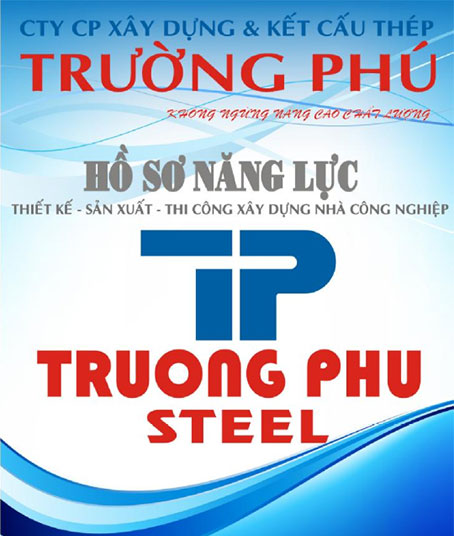 CTY CP XÂY DỰNG & KẾT CẤU THÉP
TRƯỜNG PHÚ
KHÔNG NGỪNG NÂNG CAO CHẤT LƯỢNG
HỒ SƠ NĂNG LỰC
THIẾT KẾ - SẢN XUẤT - THI CÔNG XÂY DỰNG NHÀ CÔNG NGHIỆP
TP
TRUONG PHU
STEEL